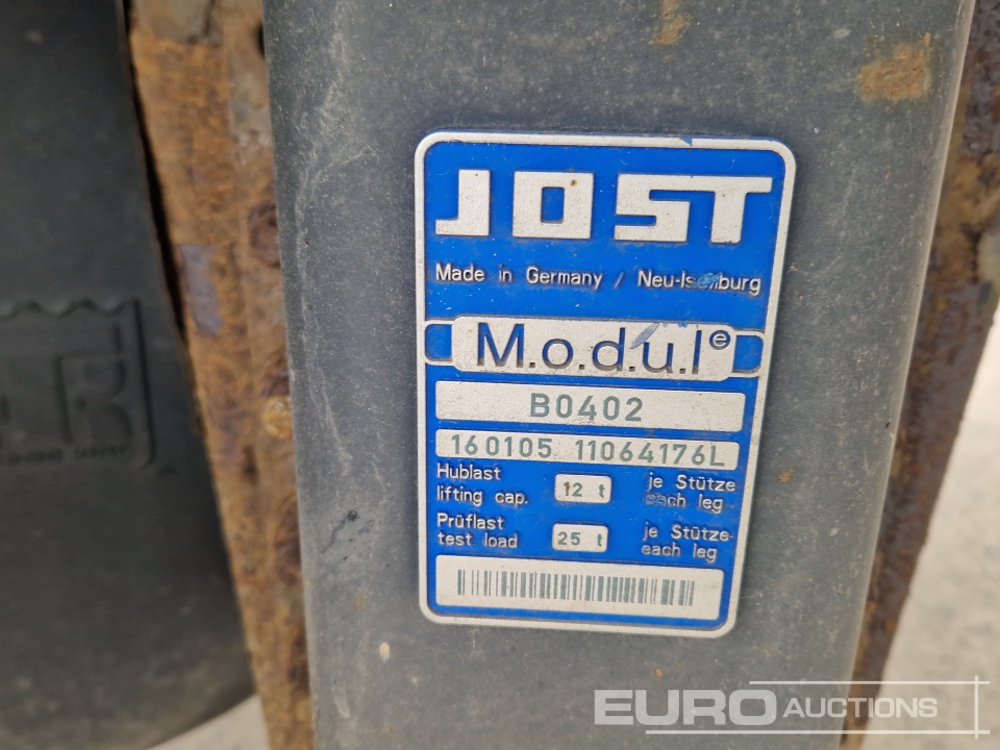 JOST
Made in Germany / Neu-Isenburg
M.o.d.u.l e
B0402
160105 11064176L
Hublast
lifting cap.
12 t
je Stütze
each leg
Prüflast
test load
25 t
je Stütze
each leg
EURO AUCTIONS